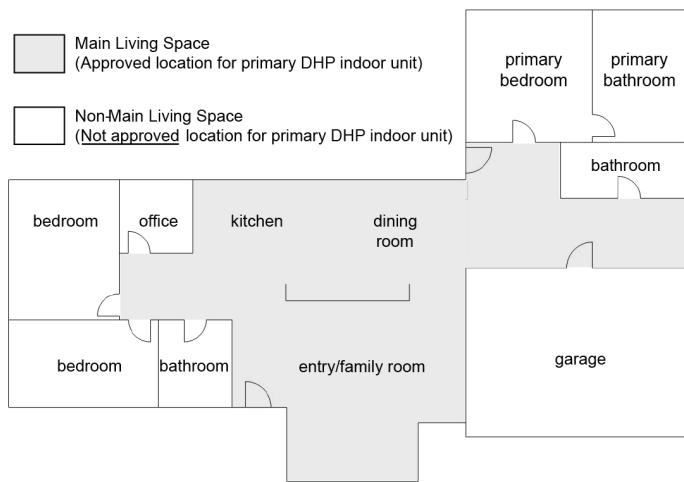 Main Living Space
(Approved location for primary DHP indoor unit)
Non-Main Living Space
(Not approved location for primary DHP indoor unit)
primary
bedroom
primary
bathroom
bathroom
bedroom
office
kitchen
dining
room
bedroom
bathroom
entry/family room
garage